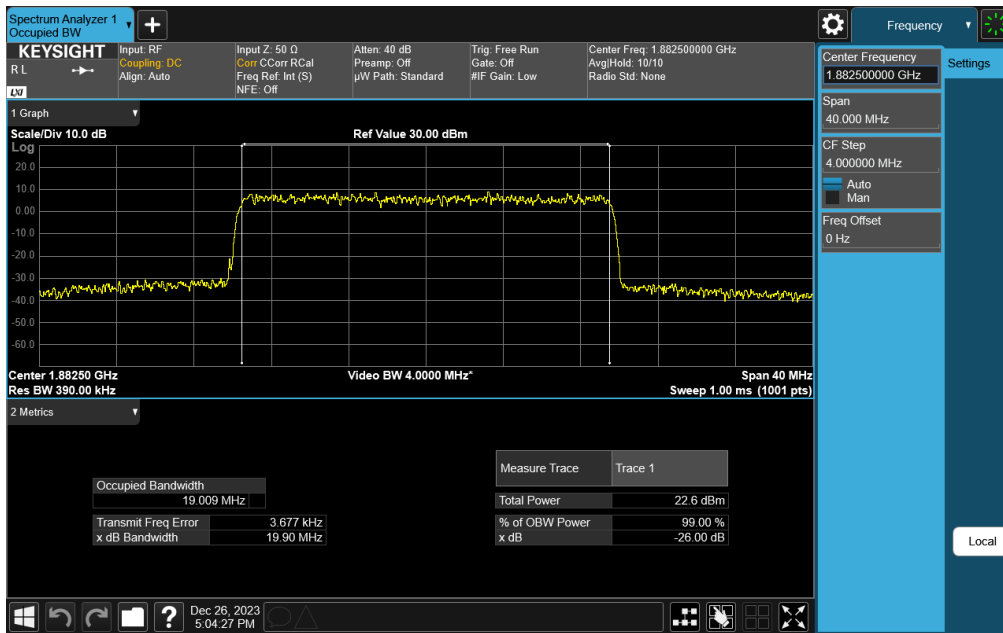 Spectrum Analyzer 1
Occupied BW
Frequency
KEYSIGHT
R L
LXI
Input: RF
Coupling: DC
Align: Auto
Input Z: 50 Ω
Corr CCorr RCal
Freq Ref: Int (S)
NFE: Off
Atten: 40 dB
Preamp: Off
µW Path: Standard
Trig: Free Run
Gate: Off
#IF Gain: Low
Center Freq: 1.882500000 GHz
Avg|Hold: 10/10
Radio Std: None
Center Frequency
1.882500000 GHz
Settings
Span
40.000 MHz
CF Step
4.000000 MHz
Auto
Man
Freq Offset
0 Hz
Local
1 Graph
Scale/Div 10.0 dB
Ref Value 30.00 dBm
Log
20.0
10.0
0.00
-10.0
-20.0
-30.0
-40.0
-50.0
-60.0
Center 1.88250 GHz
Video BW 4.0000 MHz*
Span 40 MHz
Res BW 390.00 kHz
Sweep 1.00 ms (1001 pts)
2 Metrics
Occupied Bandwidth
19.009 MHz
Transmit Freq Error 3.677 kHz
x dB Bandwidth 19.90 MHz
Measure Trace Trace 1
Total Power 22.6 dBm
% of OBW Power 99.00 %
x dB -26.00 dB
?
Dec 26, 2023
5:04:27 PM